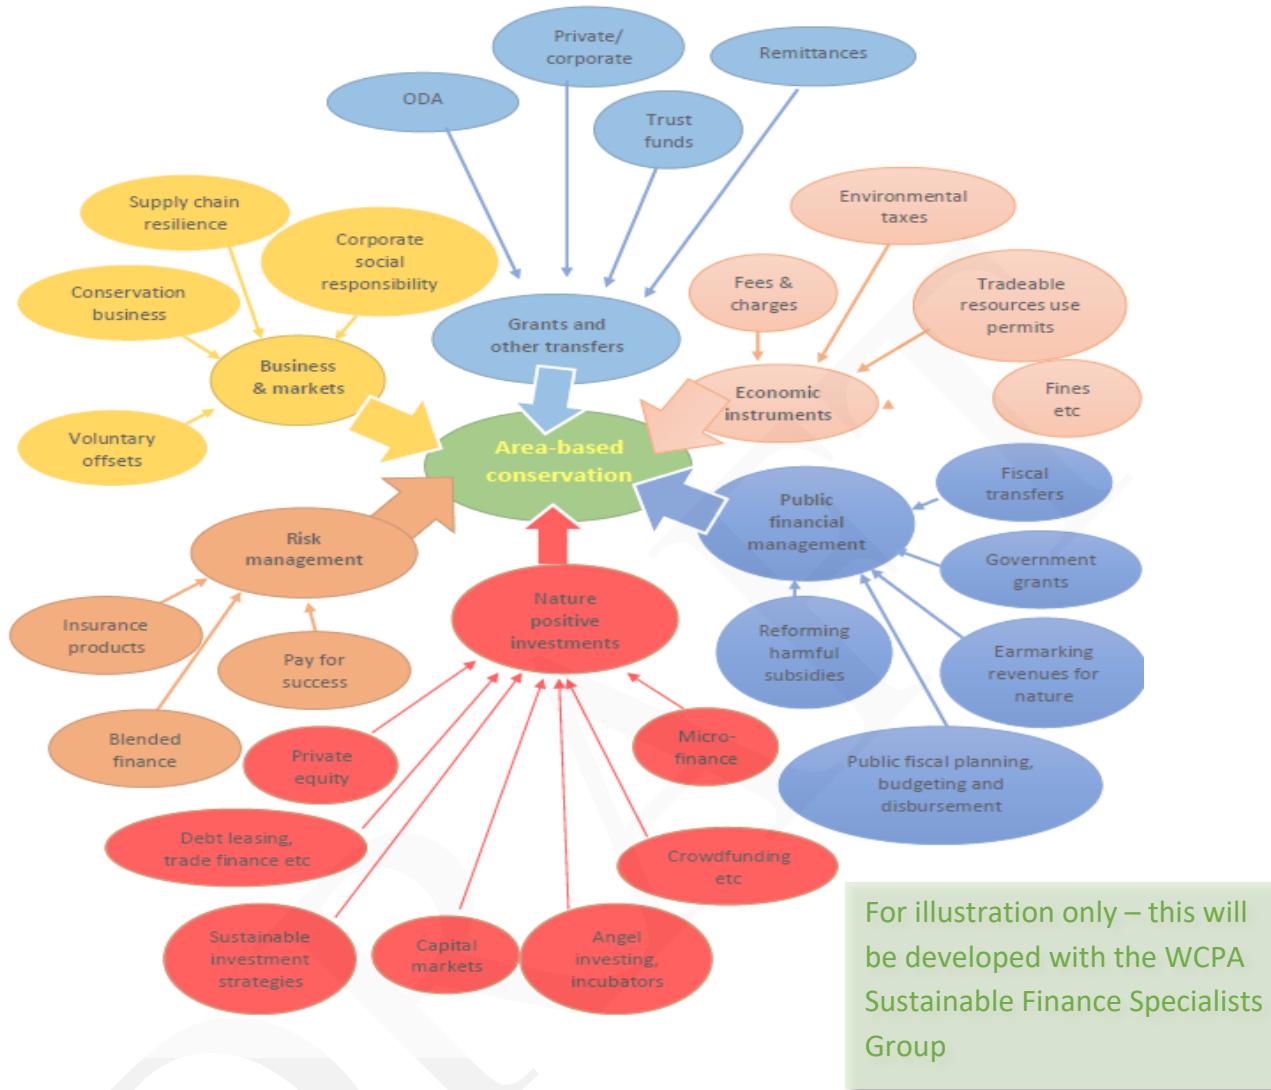 Private/
corporate
Remittances
ODA
Trust
funds
Supply chain
resilience
Corporate
social
responsibility
Conservation
business
Voluntary
offsets
Business
& markets
Grants and
other transfers
Environmental
taxes
Fees &
charges
Tradeable
resources use
permits
Fines
etc
Economic
instruments
Area-based
conservation
Fiscal
transfers
Public
financial
management
Government
grants
Reforming
harmful
subsidies
Earmarking
revenues for
nature
Public fiscal planning,
budgeting and
disbursement
Risk
management
Insurance
products
Pay for
success
Blended
finance
Nature
positive
investments
Private
equity
Micro-
finance
Debt leasing,
trade finance etc
Crowdfunding
etc
Sustainable
investment
strategies
Capital
markets
Angel
investing,
incubators
For illustration only – this will
be developed with the WCPA
Sustainable Finance Specialists
Group